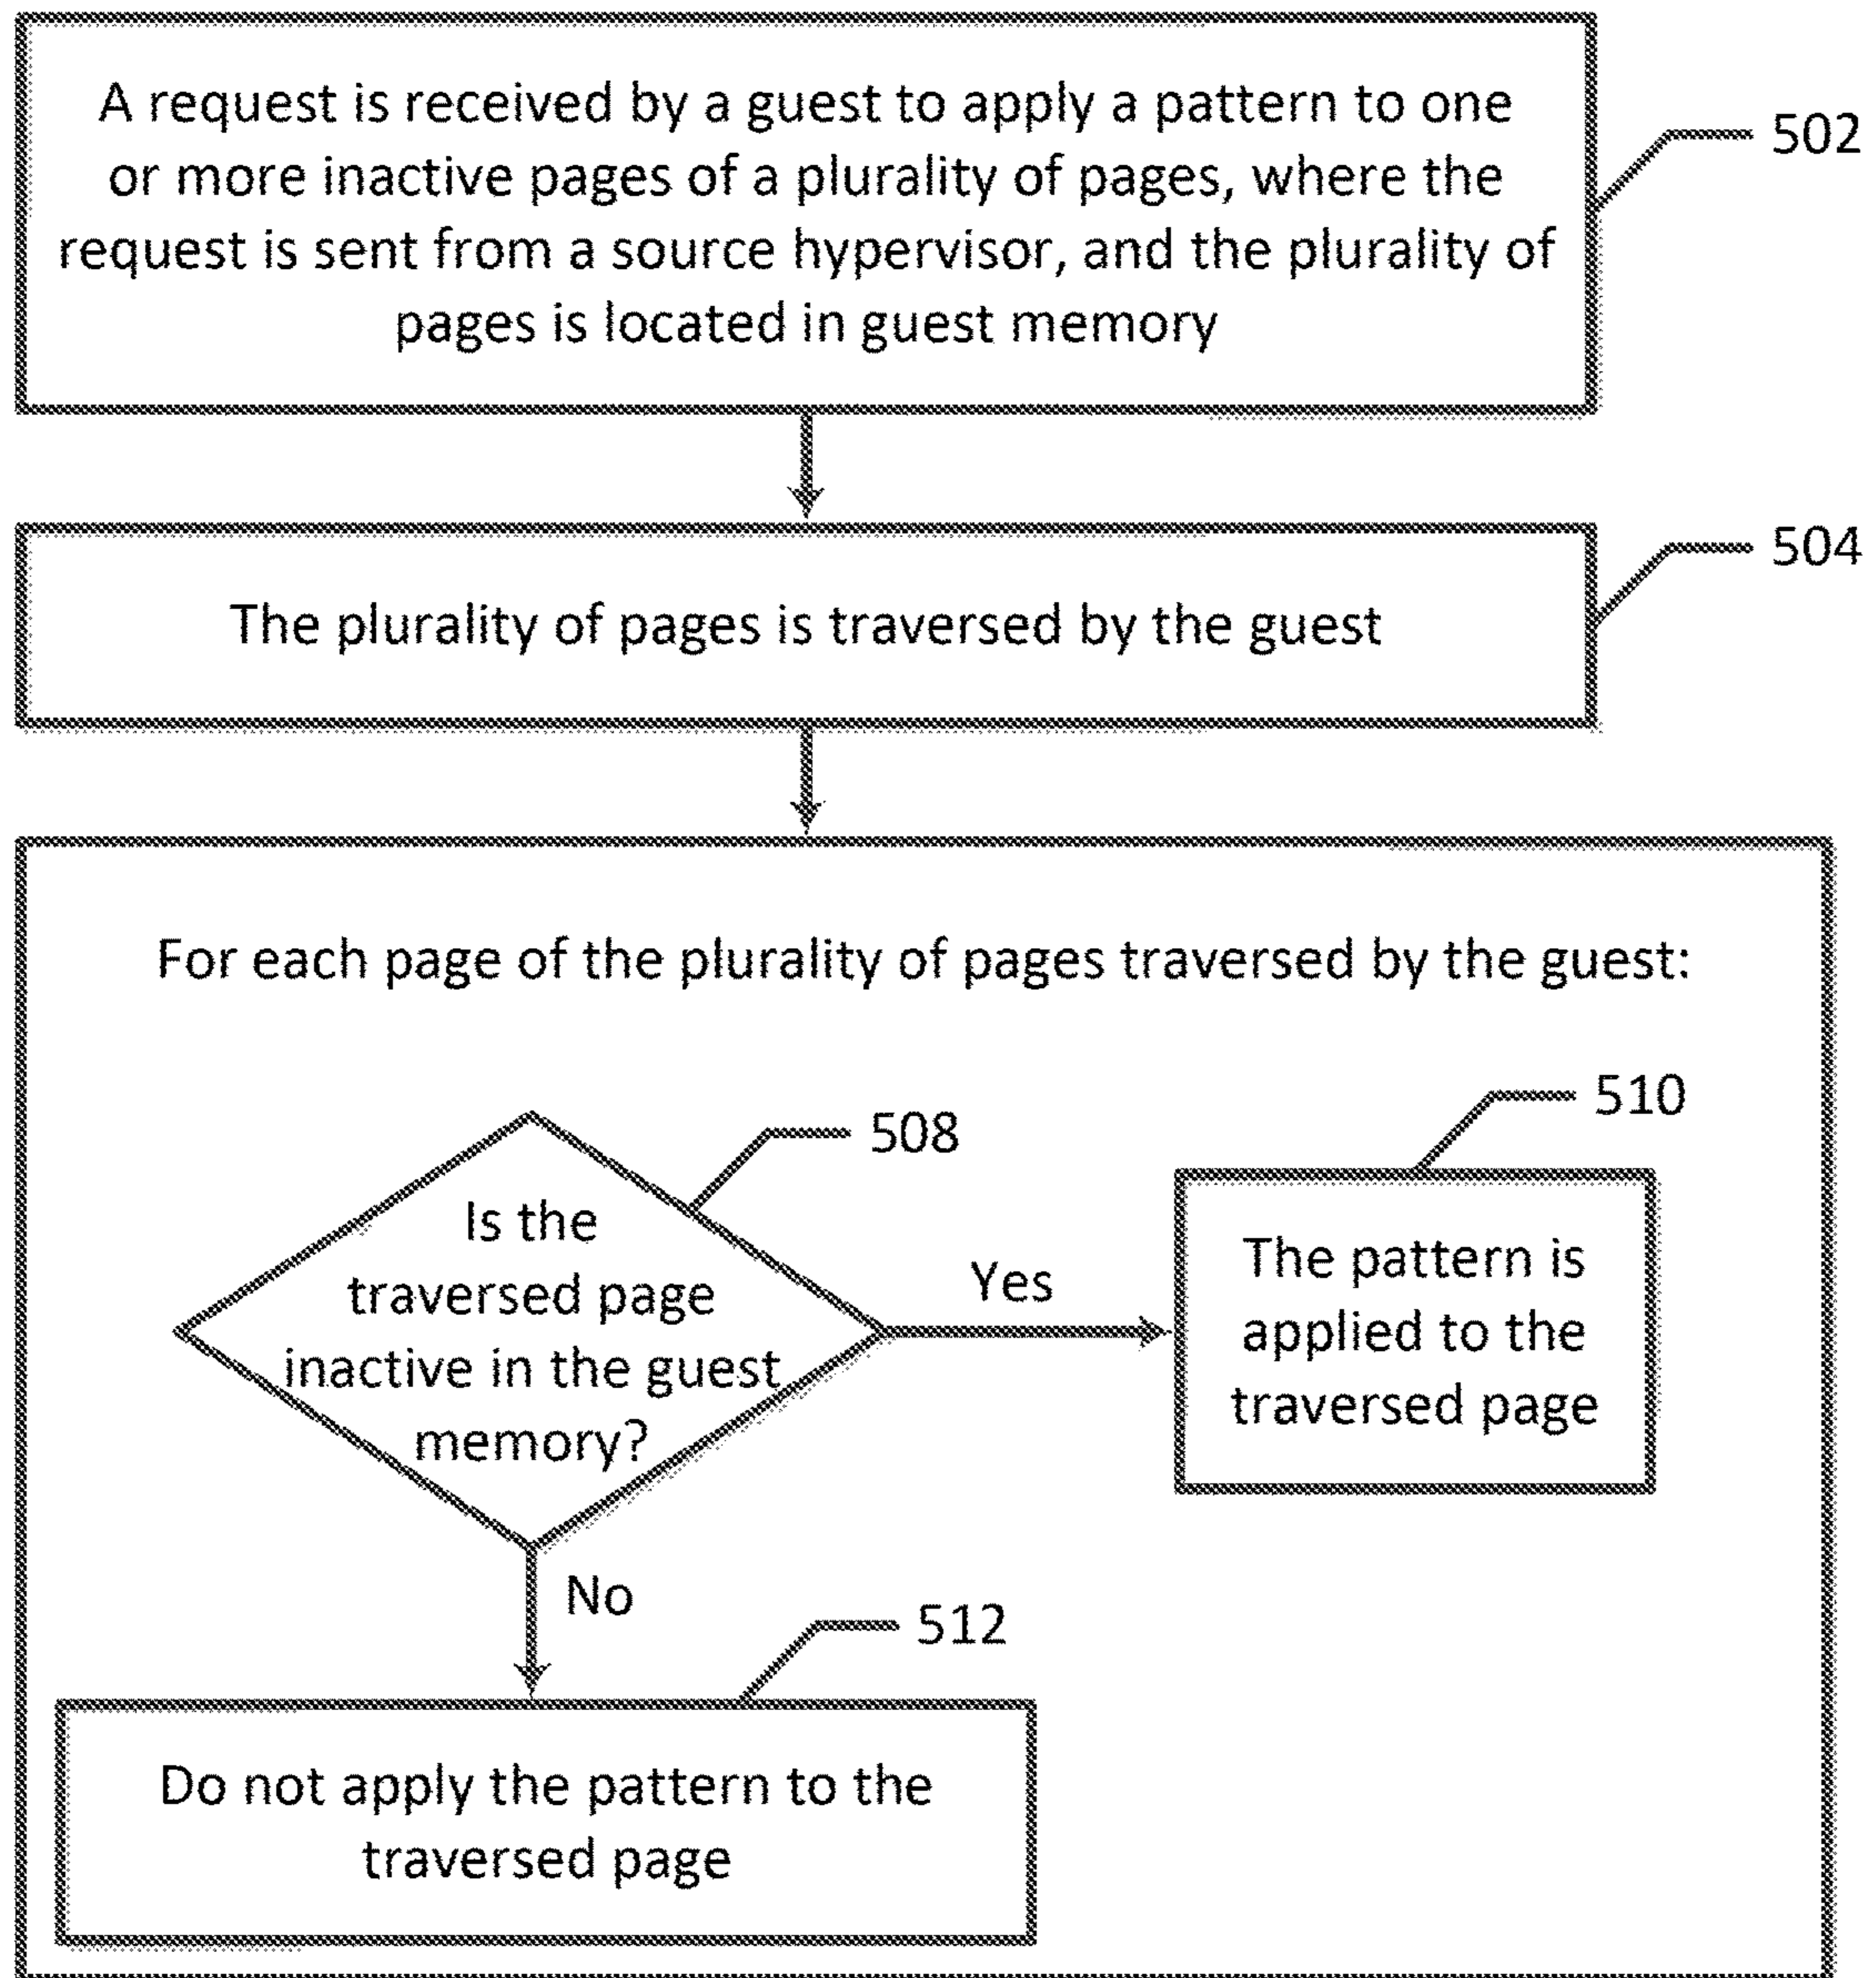 A request is received by a guest to apply a pattern to one
or more inactive pages of a plurality of pages, where the
request is sent from a source hypervisor, and the plurality of
pages is located in guest memory
502
The plurality of pages is traversed by the guest
504
For each page of the plurality of pages traversed by the guest:
508
510
Is the
traversed page
inactive in the guest
memory?
Yes
The pattern is
applied to the
traversed page
No
512
Do not apply the pattern to the
traversed page